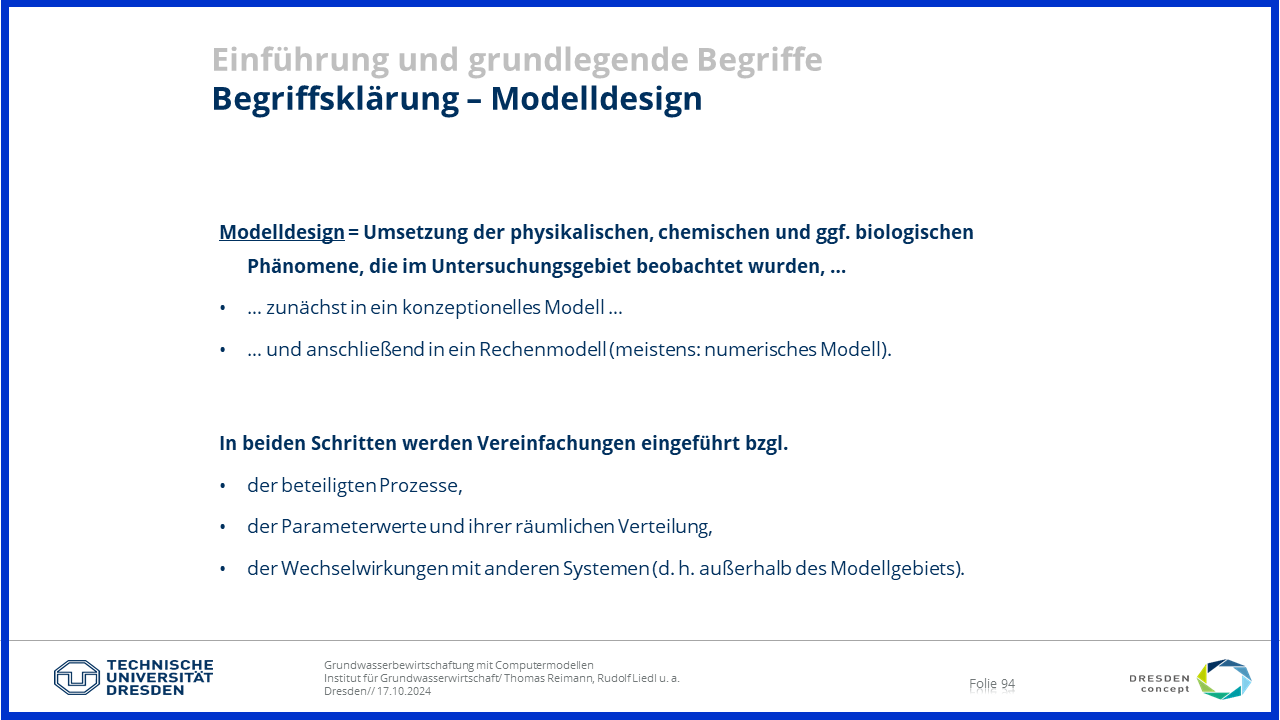 Einführung und grundlegende Begriffe
Begriffsklärung – Modelldesign
Modelldesign = Umsetzung der physikalischen, chemischen und ggf. biologischen
Phänomene, die im Untersuchungsgebiet beobachtet wurden, …
• … zunächst in ein konzeptionelles Modell …
• … und anschließend in ein Rechenmodell (meistens: numerisches Modell).
In beiden Schritten werden Vereinfachungen eingeführt bzgl.
• der beteiligten Prozesse,
• der Parameterwerte und ihrer räumlichen Verteilung,
• der Wechselwirkungen mit anderen Systemen (d. h. außerhalb des Modellgebiets).
TECHNISCHE
UNIVERSITÄT
DRESDEN
Grundwasserbewirtschaftung mit Computermodellen
Institut für Grundwasserwirtschaft/ Thomas Reimann, Rudolf Liedl u. a.
Dresden// 17.10.2024
Folie 94
DRESDEN
concept